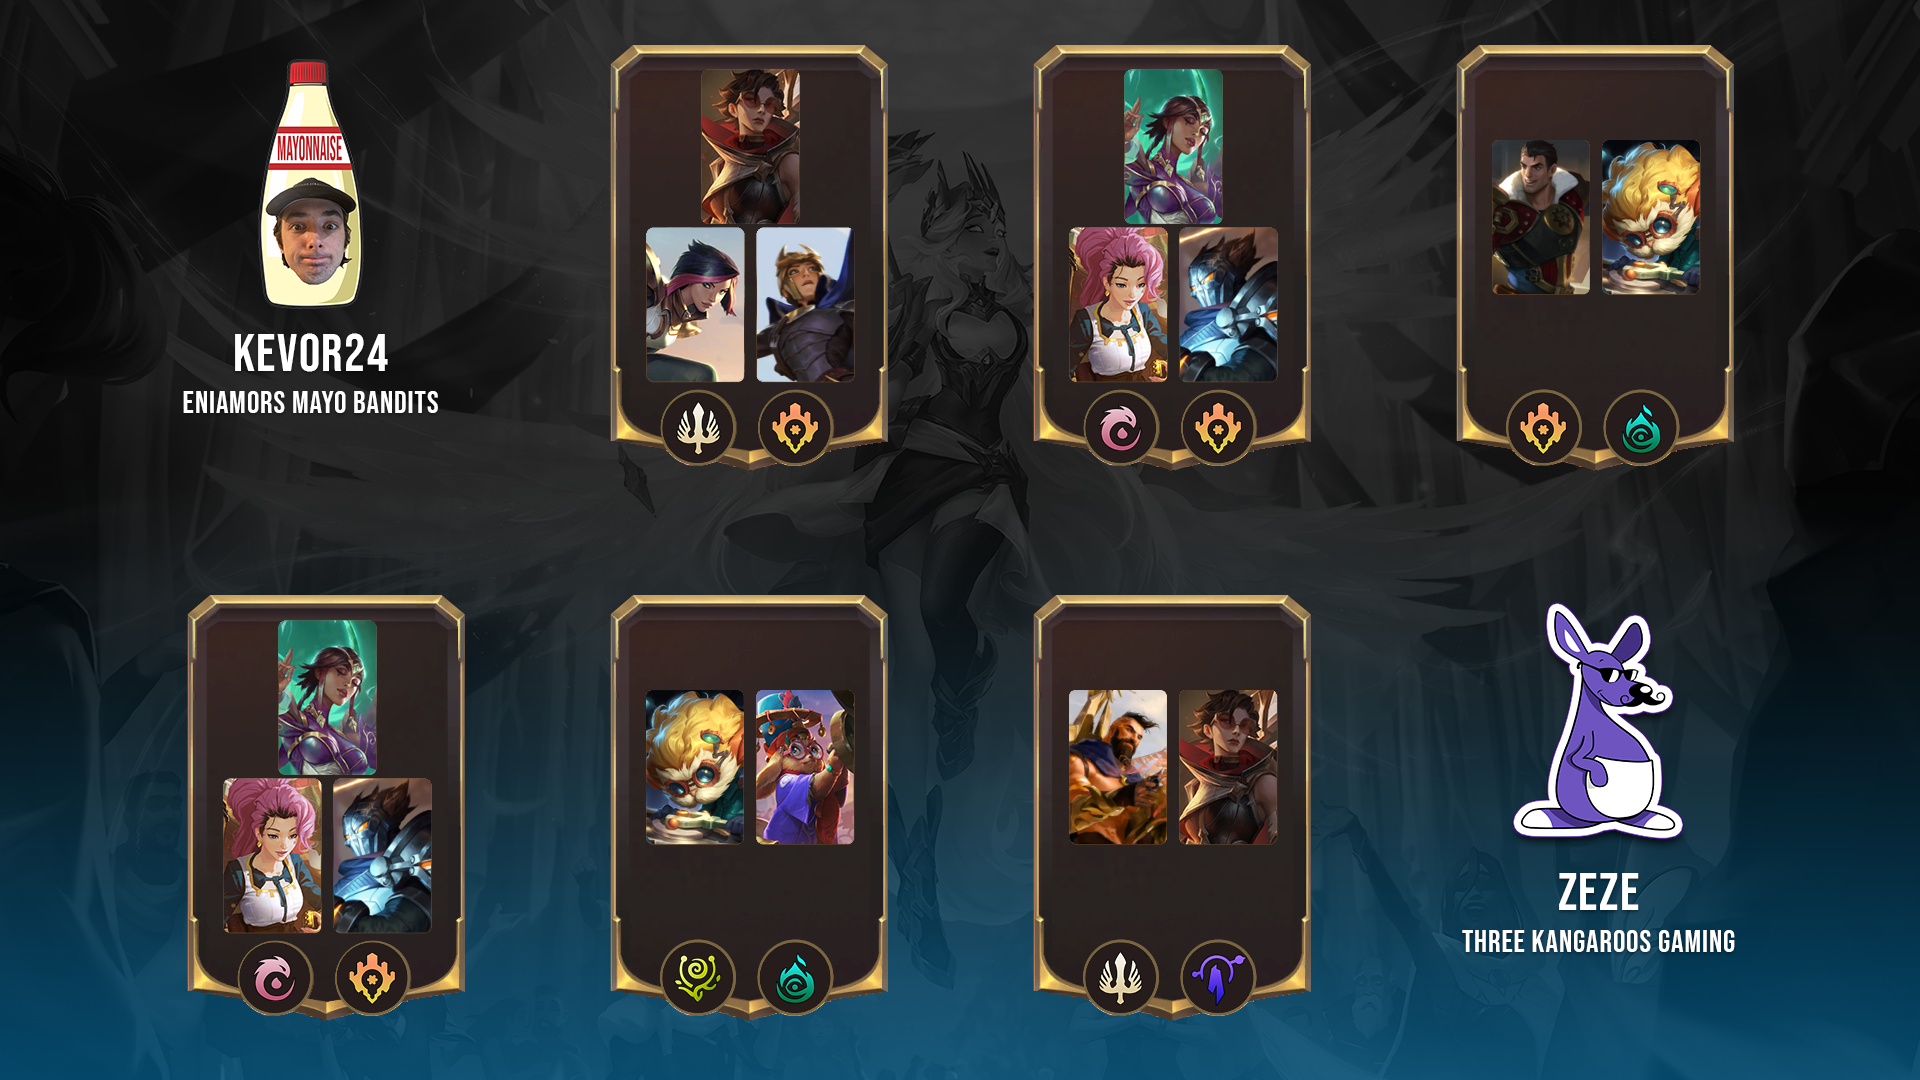 MAYONNAISE
KEVOR24
ENIAMORS MAYO BANDITS
ZEZE
THREE KANGAROOS GAMING